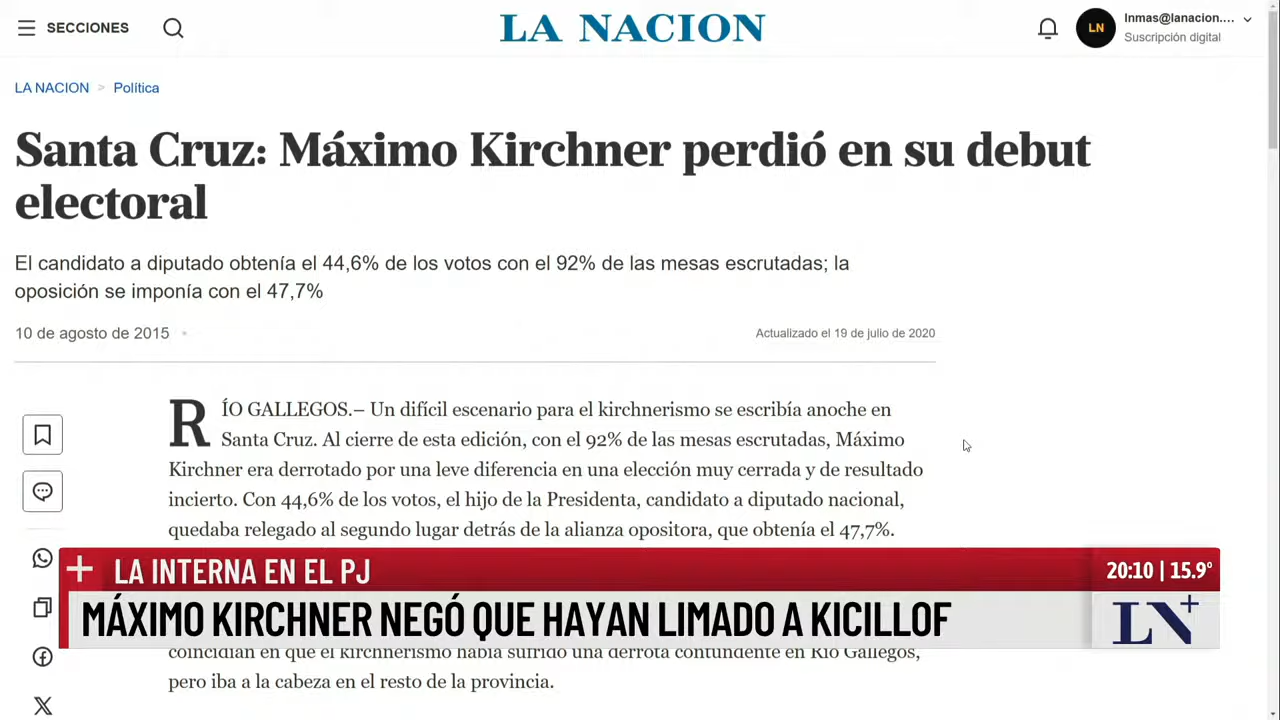 SECCIONES
LA NACION
LN
lnmas@lanacion....
Suscripción digital
LA NACION > Política
Santa Cruz: Máximo Kirchner perdió en su debut
electoral
El candidato a diputado obtenía el 44,6% de los votos con el 92% de las mesas escrutadas; la
oposición se imponía con el 47,7%
10 de agosto de 2015 •
Actualizado el 19 de julio de 2020
RÍO GALLEGOS.– Un difícil escenario para el kirchnerismo se escribía anoche en
Santa Cruz. Al cierre de esta edición, con el 92% de las mesas escrutadas, Máximo
Kirchner era derrotado por una leve diferencia en una elección muy cerrada y de resultado
incierto. Con 44,6% de los votos, el hijo de la Presidenta, candidato a diputado nacional,
quedaba relegado al segundo lugar detrás de la alianza opositora, que obtenía el 47,7%.
+ LA INTERNA EN EL PJ
20:10 | 15.9°
MÁXIMO KIRCHNER NEGÓ QUE HAYAN LIMADO A KICILLOF
LN+
coincidían en que el kirchnerismo había sufrido una derrota contundente en Río Gallegos,
pero iba a la cabeza en el resto de la provincia.